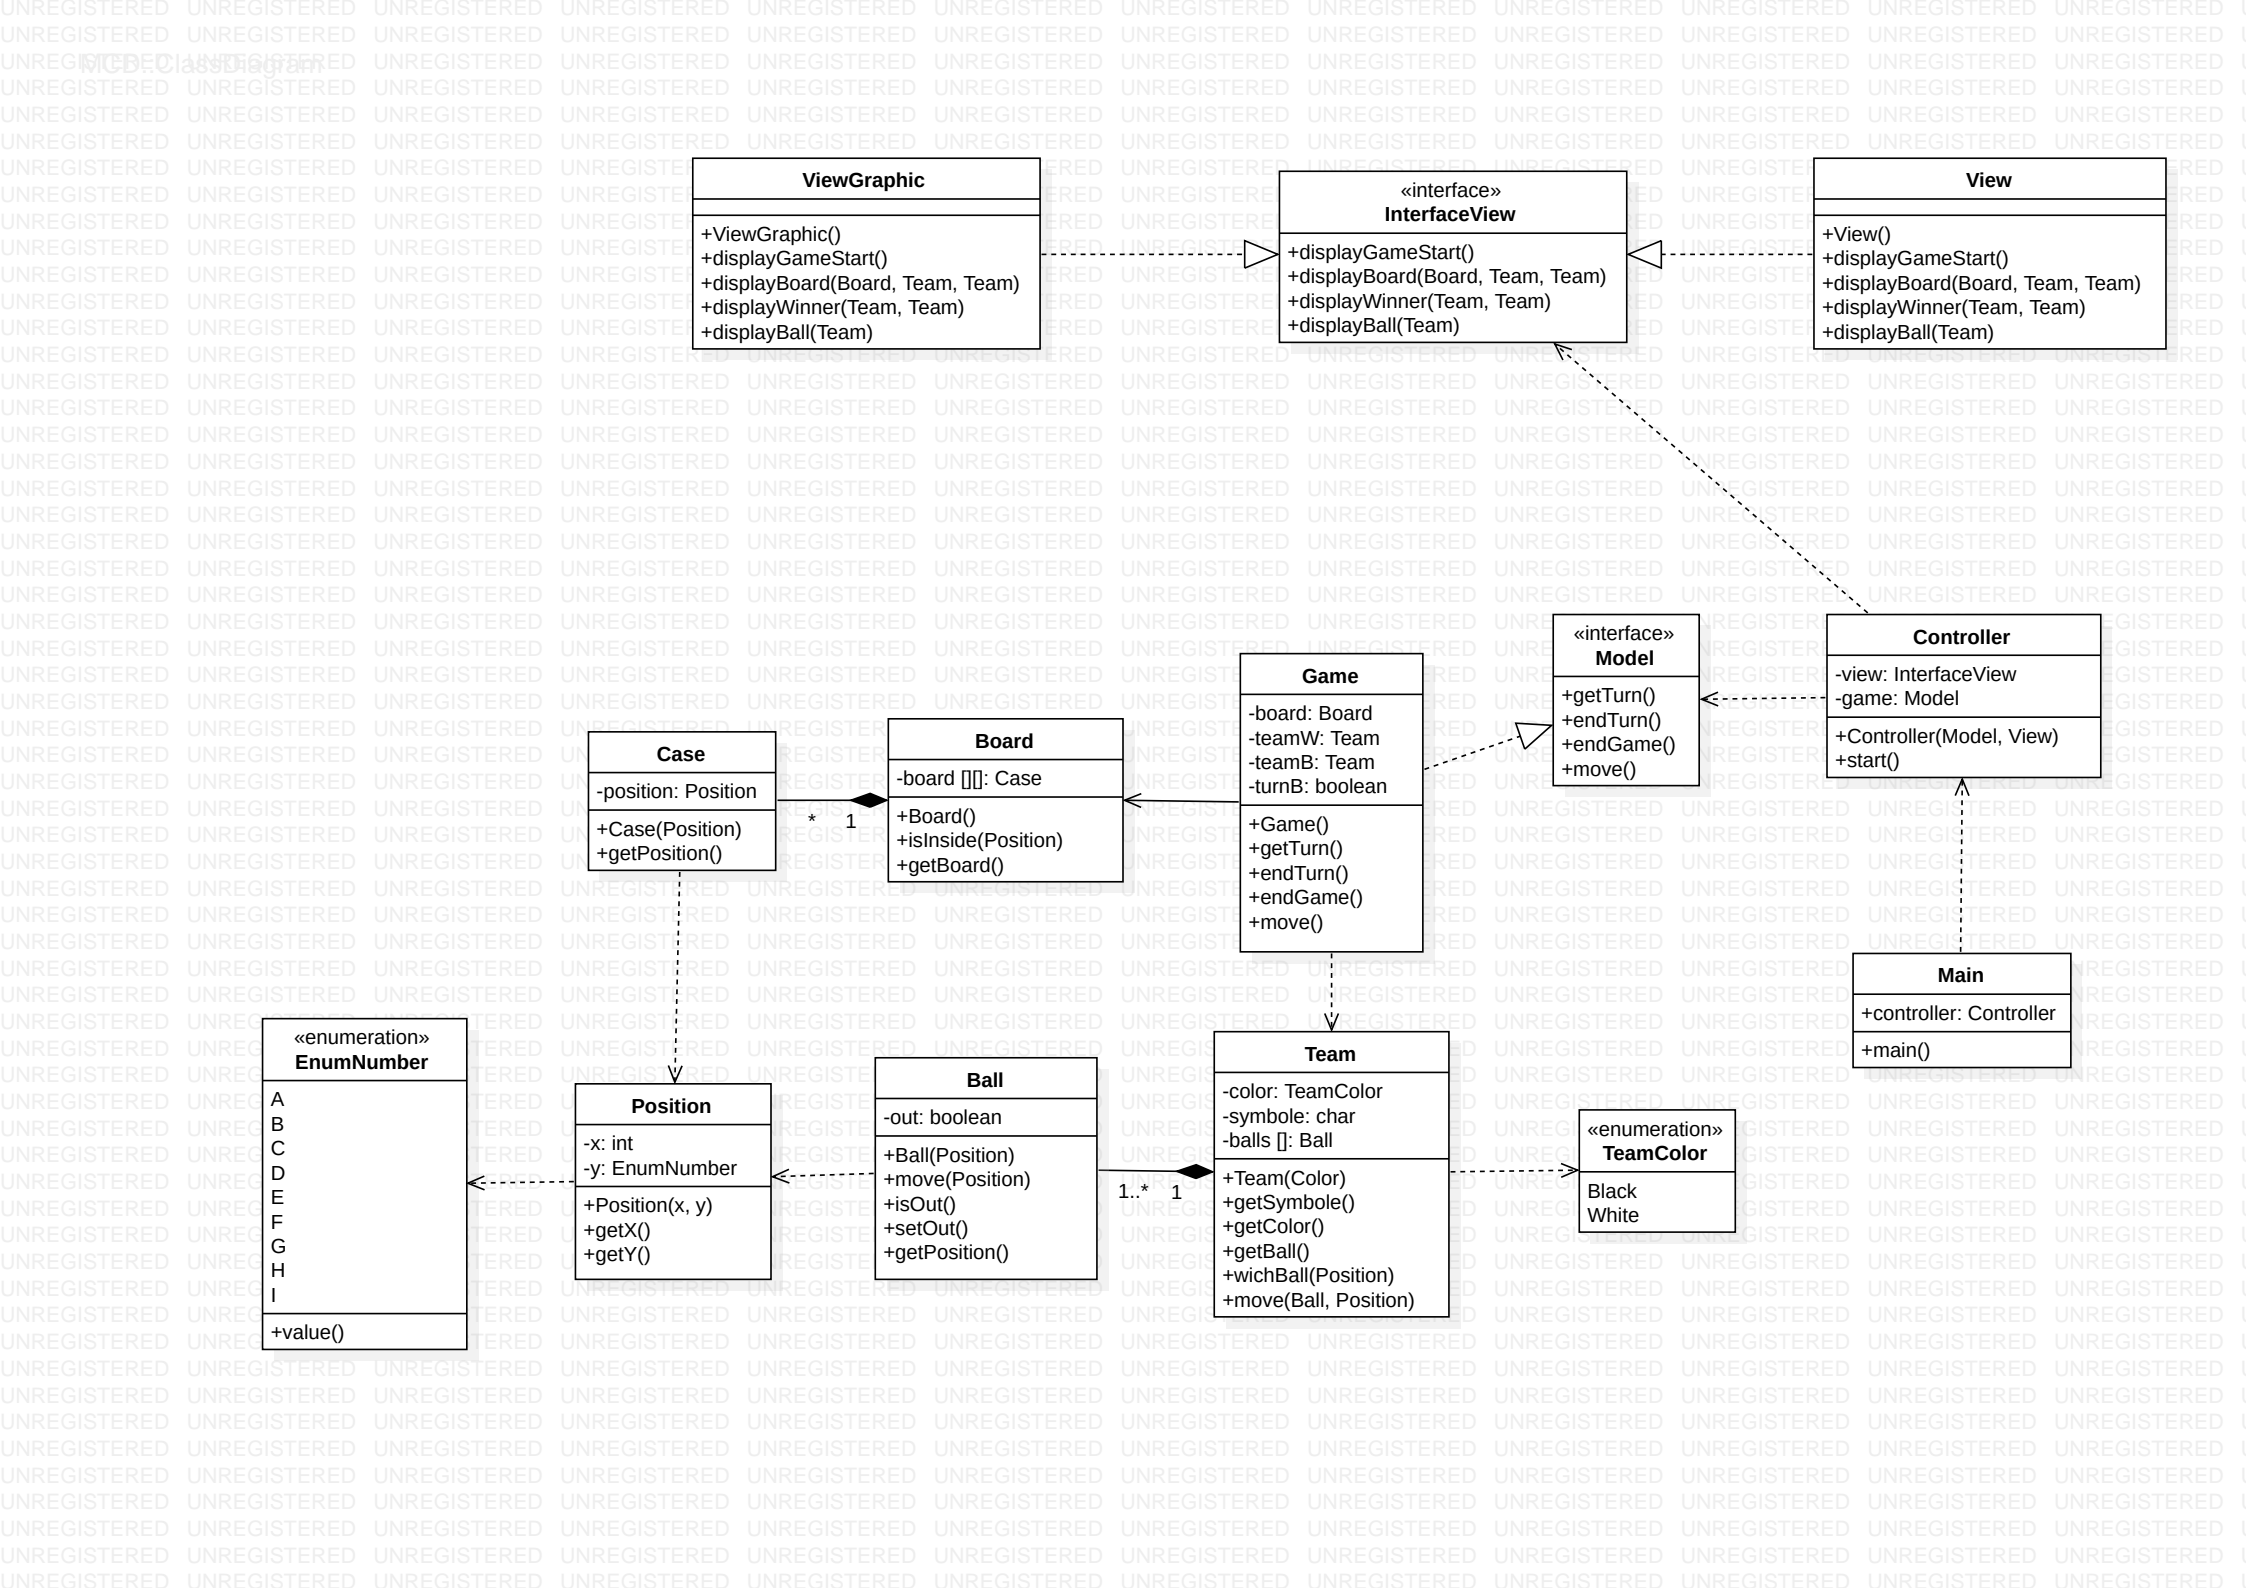 MCD::ClassDiagram
ViewGraphic
+ViewGraphic()
+displayGameStart()
+displayBoard(Board, Team, Team)
+displayWinner(Team, Team)
+displayBall(Team)
«interface»
InterfaceView
+displayGameStart()
+displayBoard(Board, Team, Team)
+displayWinner(Team, Team)
+displayBall(Team)
View
+View()
+displayGameStart()
+displayBoard(Board, Team, Team)
+displayWinner(Team, Team)
+displayBall(Team)
«interface»
Model
+getTurn()
+endTurn()
+endGame()
+move()
Controller
-view: InterfaceView
-game: Model
+Controller(Model, View)
+start()
Game
-board: Board
-teamW: Team
-teamB: Team
-turnB: boolean
+Game()
+getTurn()
+endTurn()
+endGame()
+move()
Board
-board [][]: Case
+Board()
+isInside(Position)
+getBoard()
Case
-position: Position
+Case(Position)
+getPosition()
* 1
Main
+controller: Controller
+main()
«enumeration»
EnumNumber
A
B
C
D
E
F
G
H
I
+value()
Position
-x: int
-y: EnumNumber
+Position(x, y)
+getX()
+getY()
Ball
-out: boolean
+Ball(Position)
+move(Position)
+isOut()
+setOut()
+getPosition()
1..* 1
Team
-color: TeamColor
-symbole: char
-balls []: Ball
+Team(Color)
+getSymbole()
+getColor()
+getBall()
+wichBall(Position)
+move(Ball, Position)
«enumeration»
TeamColor
Black
White
UNREGISTERED